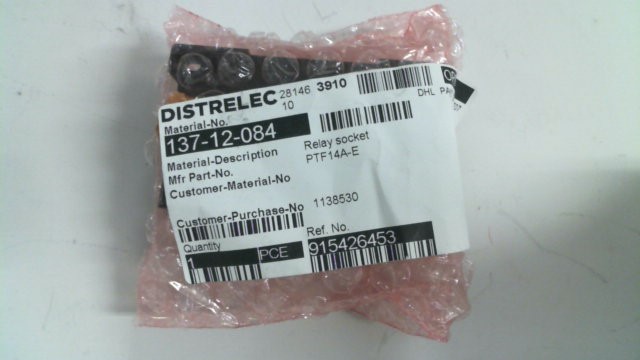 DISTRELEC 28146 3910
10
DHL
Material-No.
137-12-084
Material-Description Relay socket
Mfr Part-No. PTF14A-E
Customer-Material-No
Customer-Purchase-No 1138530
Quantity Ref. No.
1 PCE 915426453